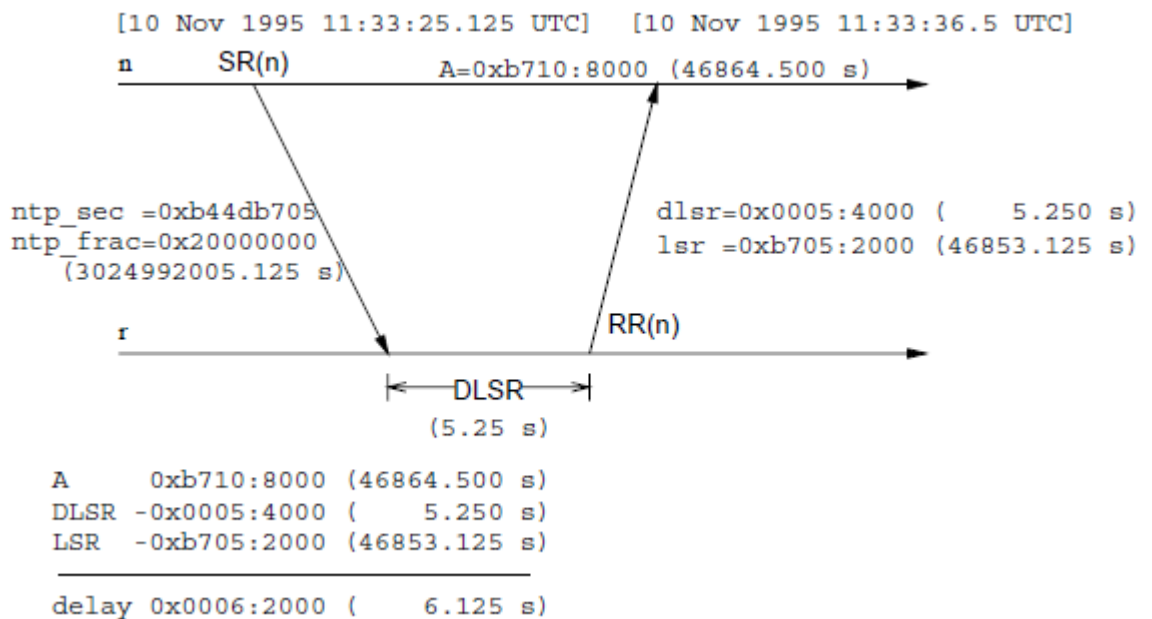 [10 Nov 1995 11:33:25.125 UTC] [10 Nov 1995 11:33:36.5 UTC]
n SR(n) A=0xb710:8000 (46864.500 s)
ntp_sec =0xb44db705 dlsr=0x0005:4000 ( 5.250 s)
ntp_frac=0x20000000 lsr =0xb705:2000 (46853.125 s)
(3024992005.125 s)
r RR(n)
DLSR
(5.25 s)
A 0xb710:8000 (46864.500 s)
DLSR -0x0005:4000 ( 5.250 s)
LSR -0xb705:2000 (46853.125 s)
delay 0x0006:2000 ( 6.125 s)